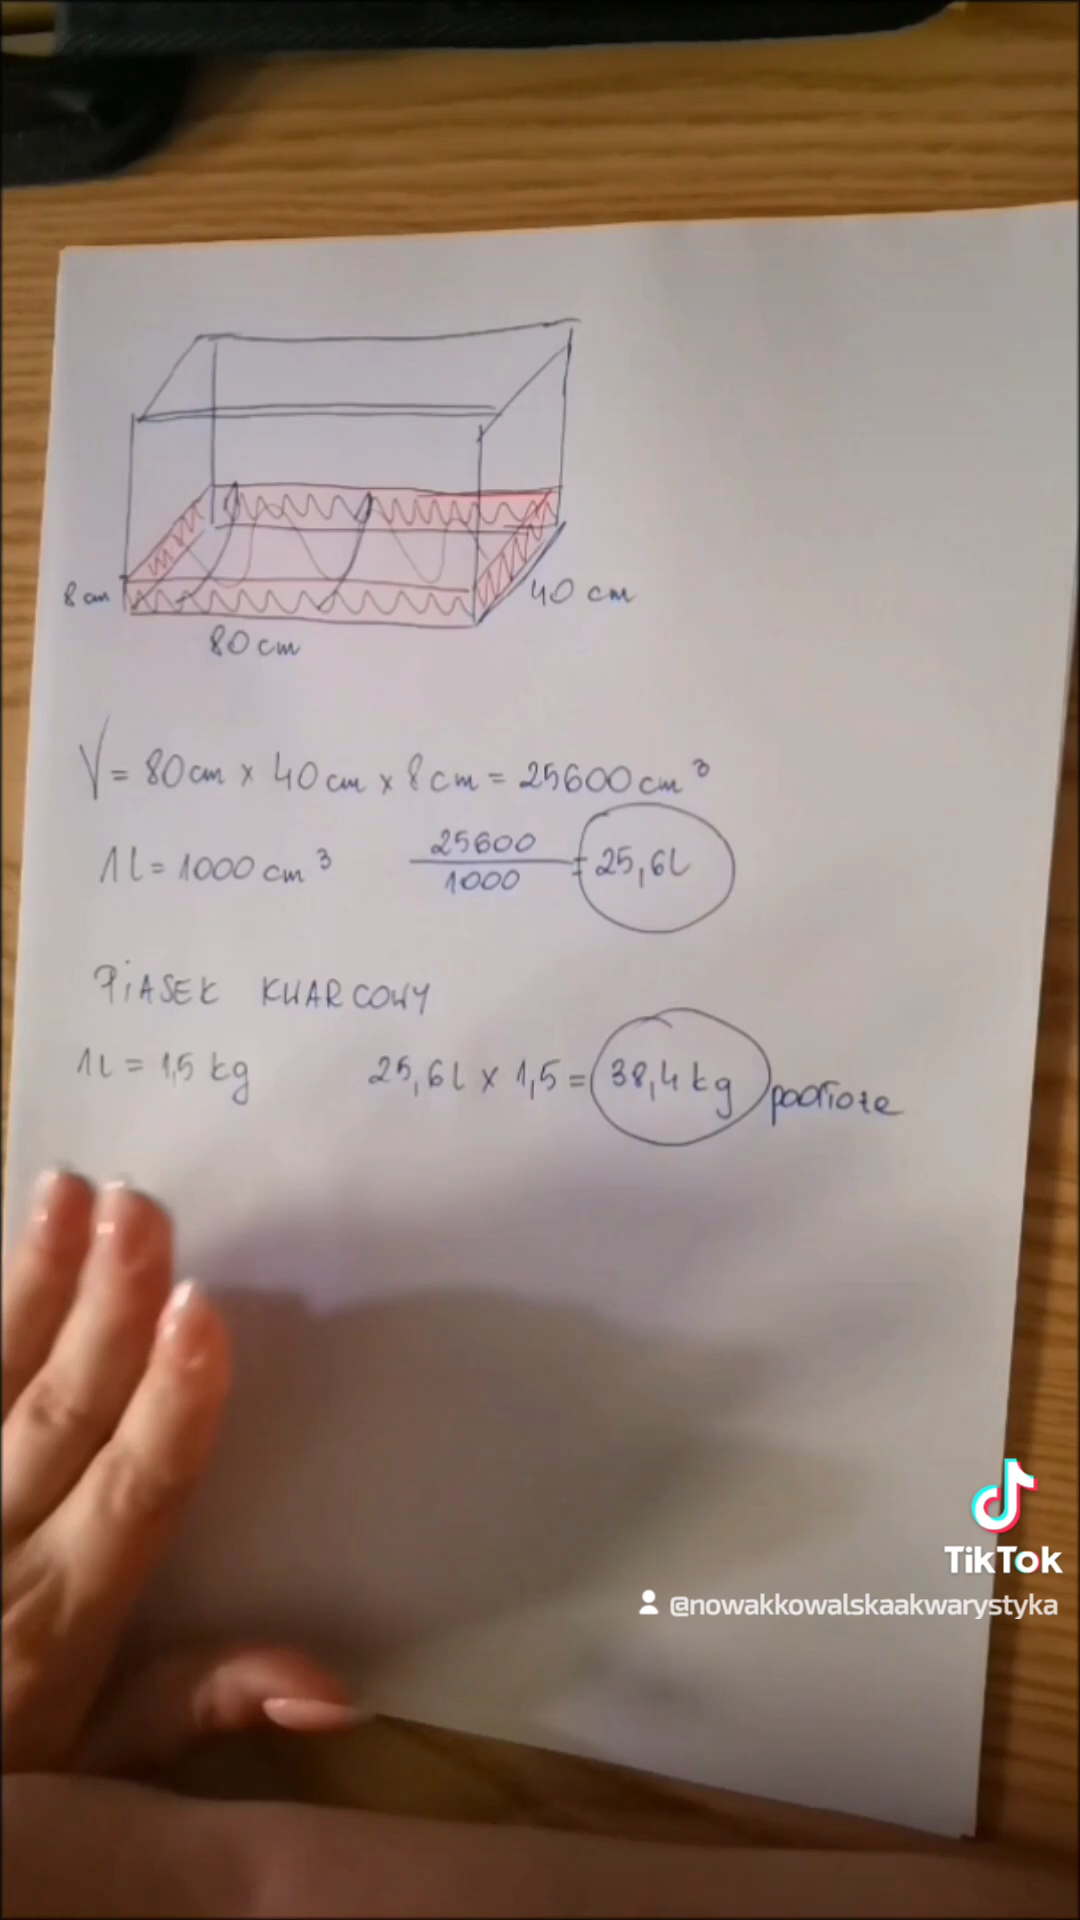 8 cm
40 cm
80 cm
V = 80 cm x 40 cm x 8 cm = 25600 cm³
1 l = 1000 cm³
25600
1000
= 25,6 l
PiASEK KWARCOWY
1 l = 1,5 kg
25,6 l x 1,5 = 38,4 kg podłoże
TikTok
@nowakkowalskaakwarystyka